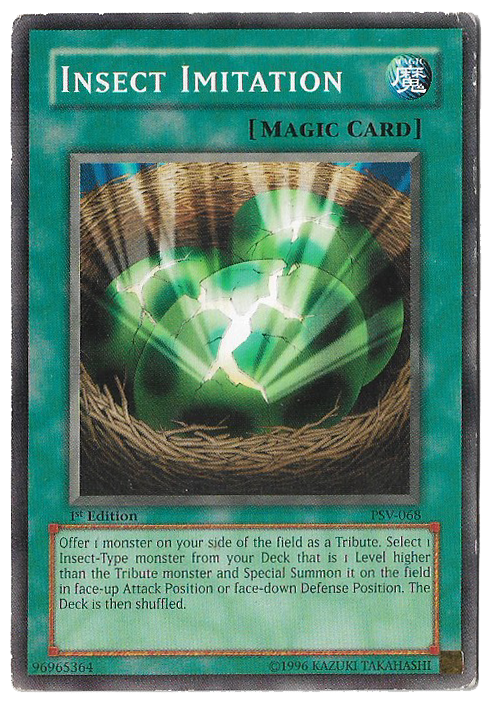 INSECT IMITATION
MAGIC
魔
[MAGIC CARD]
1st Edition
PSV-068
Offer 1 monster on your side of the field as a Tribute. Select 1
Insect-Type monster from your Deck that is 1 Level higher
than the Tribute monster and Special Summon it on the field
in face-up Attack Position or face-down Defense Position. The
Deck is then shuffled.
96965364
©1996 KAZUKI TAKAHASHI